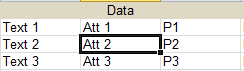 Data
Text 1 Att 1 P1
Text 2 Att 2 P2
Text 3 Att 3 P3